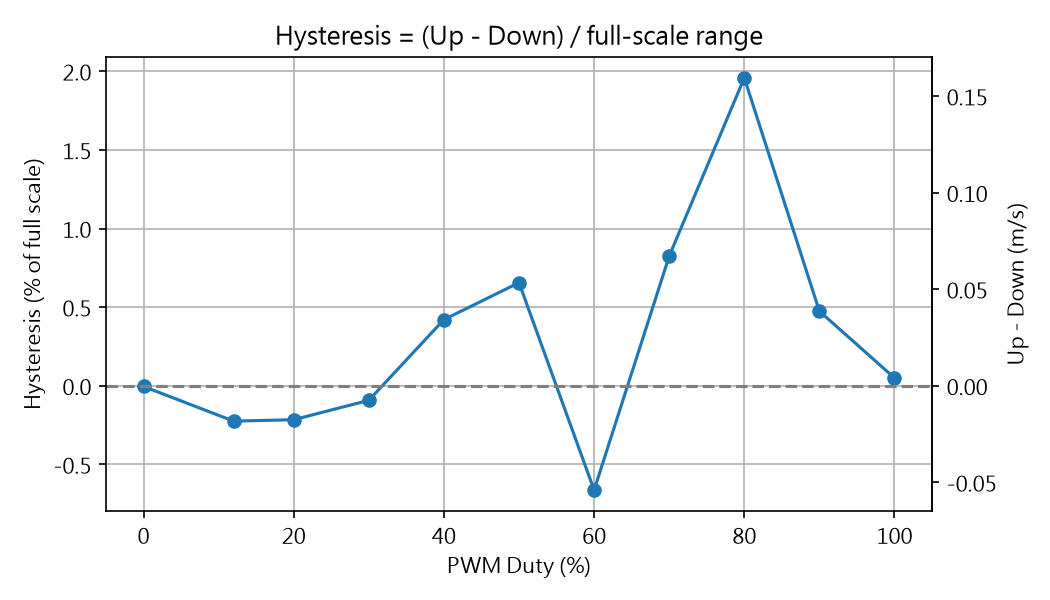 Hysteresis = (Up - Down) / full-scale range
Hysteresis (% of full scale)
2.0
1.5
1.0
0.5
0.0
-0.5
0.15
0.10
0.05
0.00
-0.05
Up - Down (m/s)
0 20 40 60 80 100
PWM Duty (%)